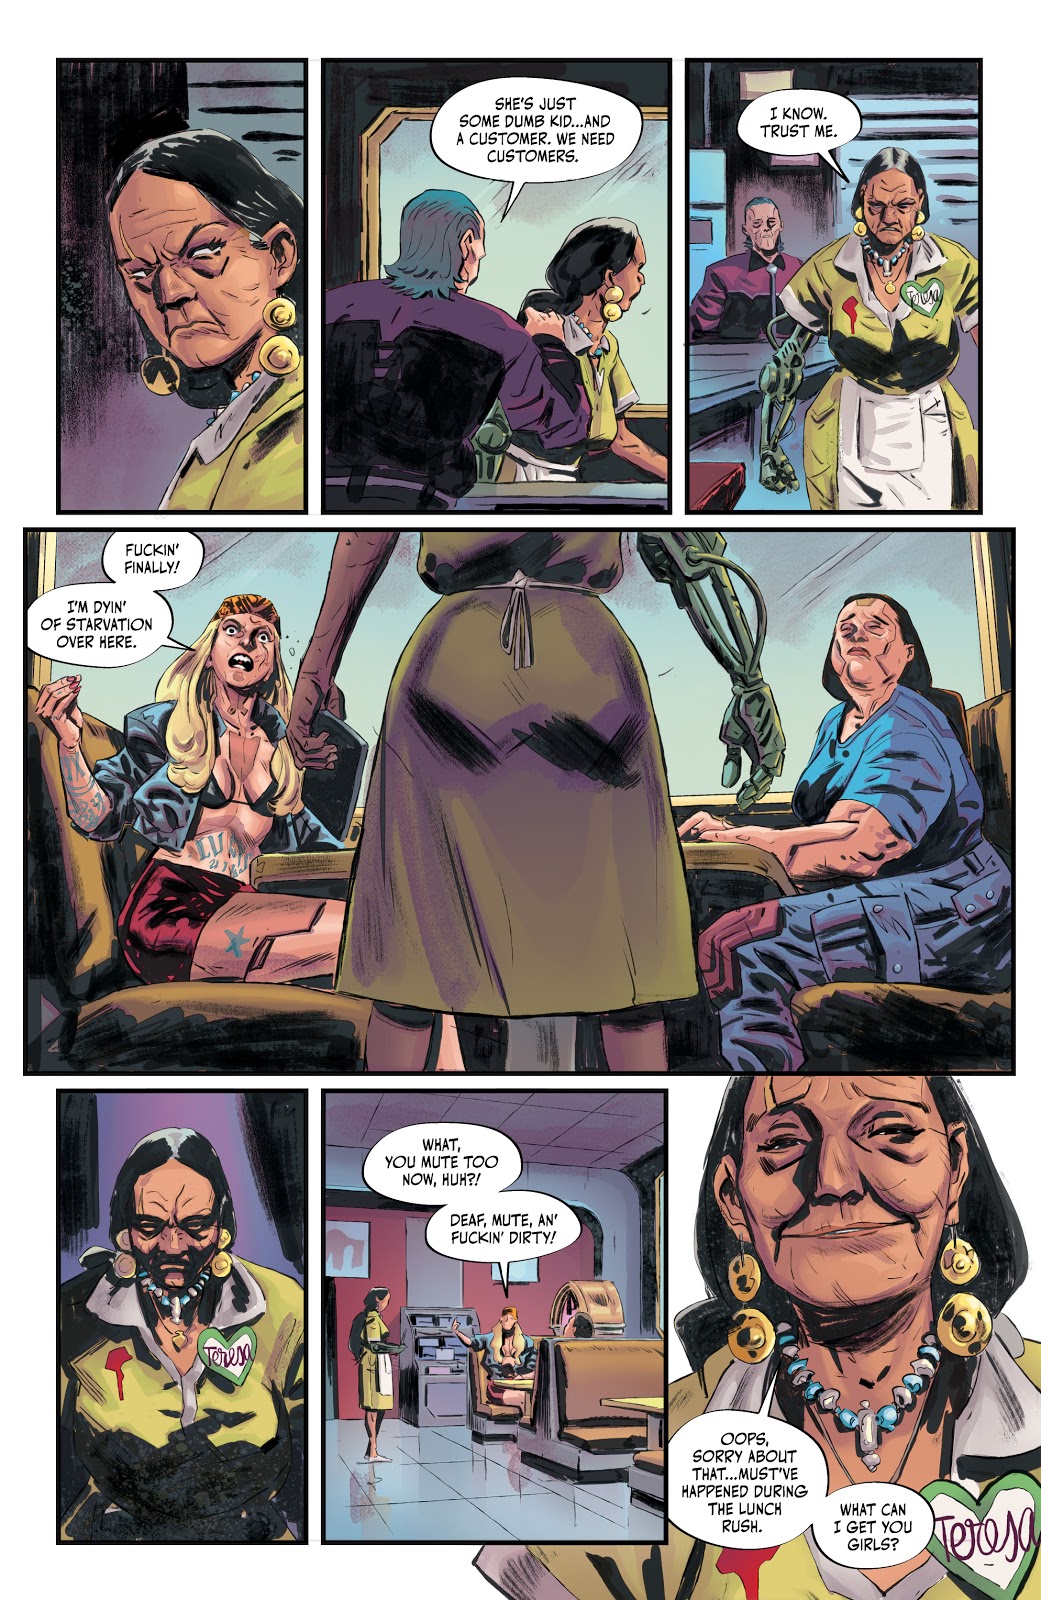 SHE'S JUST
SOME DUMB KID...AND
A CUSTOMER. WE NEED
CUSTOMERS.
I KNOW.
TRUST ME.
Teresa
FUCKIN'
FINALLY!
I'M DYIN'
OF STARVATION
OVER HERE.
Teresa
WHAT,
YOU MUTE TOO
NOW, HUH?!
DEAF, MUTE, AN'
FUCKIN' DIRTY!
OOPS,
SORRY ABOUT
THAT...MUST'VE
HAPPENED DURING
THE LUNCH
RUSH.
WHAT CAN
I GET YOU
GIRLS?
Teresa